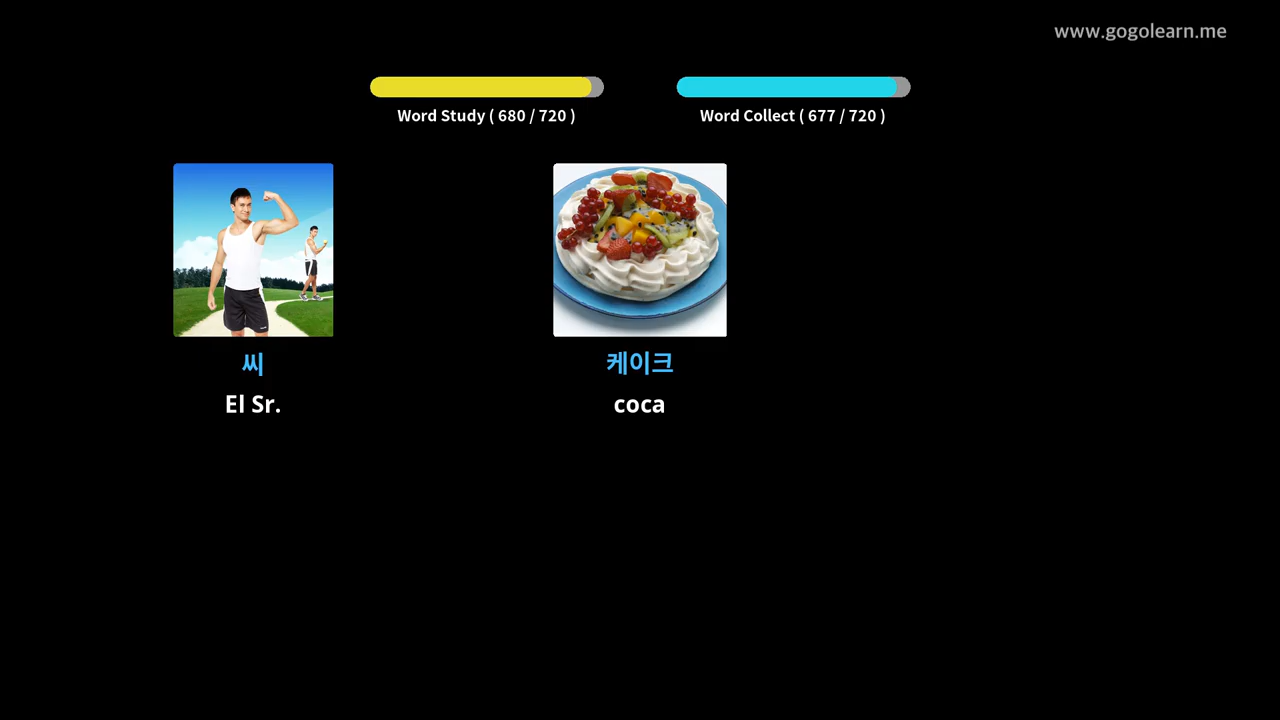 www.gogolearn.me
Word Study ( 680 / 720 )
Word Collect ( 677 / 720 )
씨
케이크
El Sr.
coca